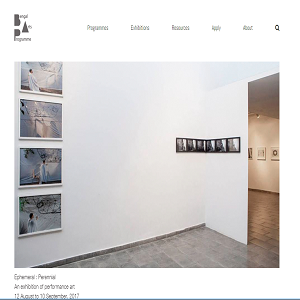 Bengal
Arts
Programme
Programmes
Exhibitions
Resources
Apply
About
Ephemeral : Perennial
An exhibition of performance art
12 August to 10 September, 2017